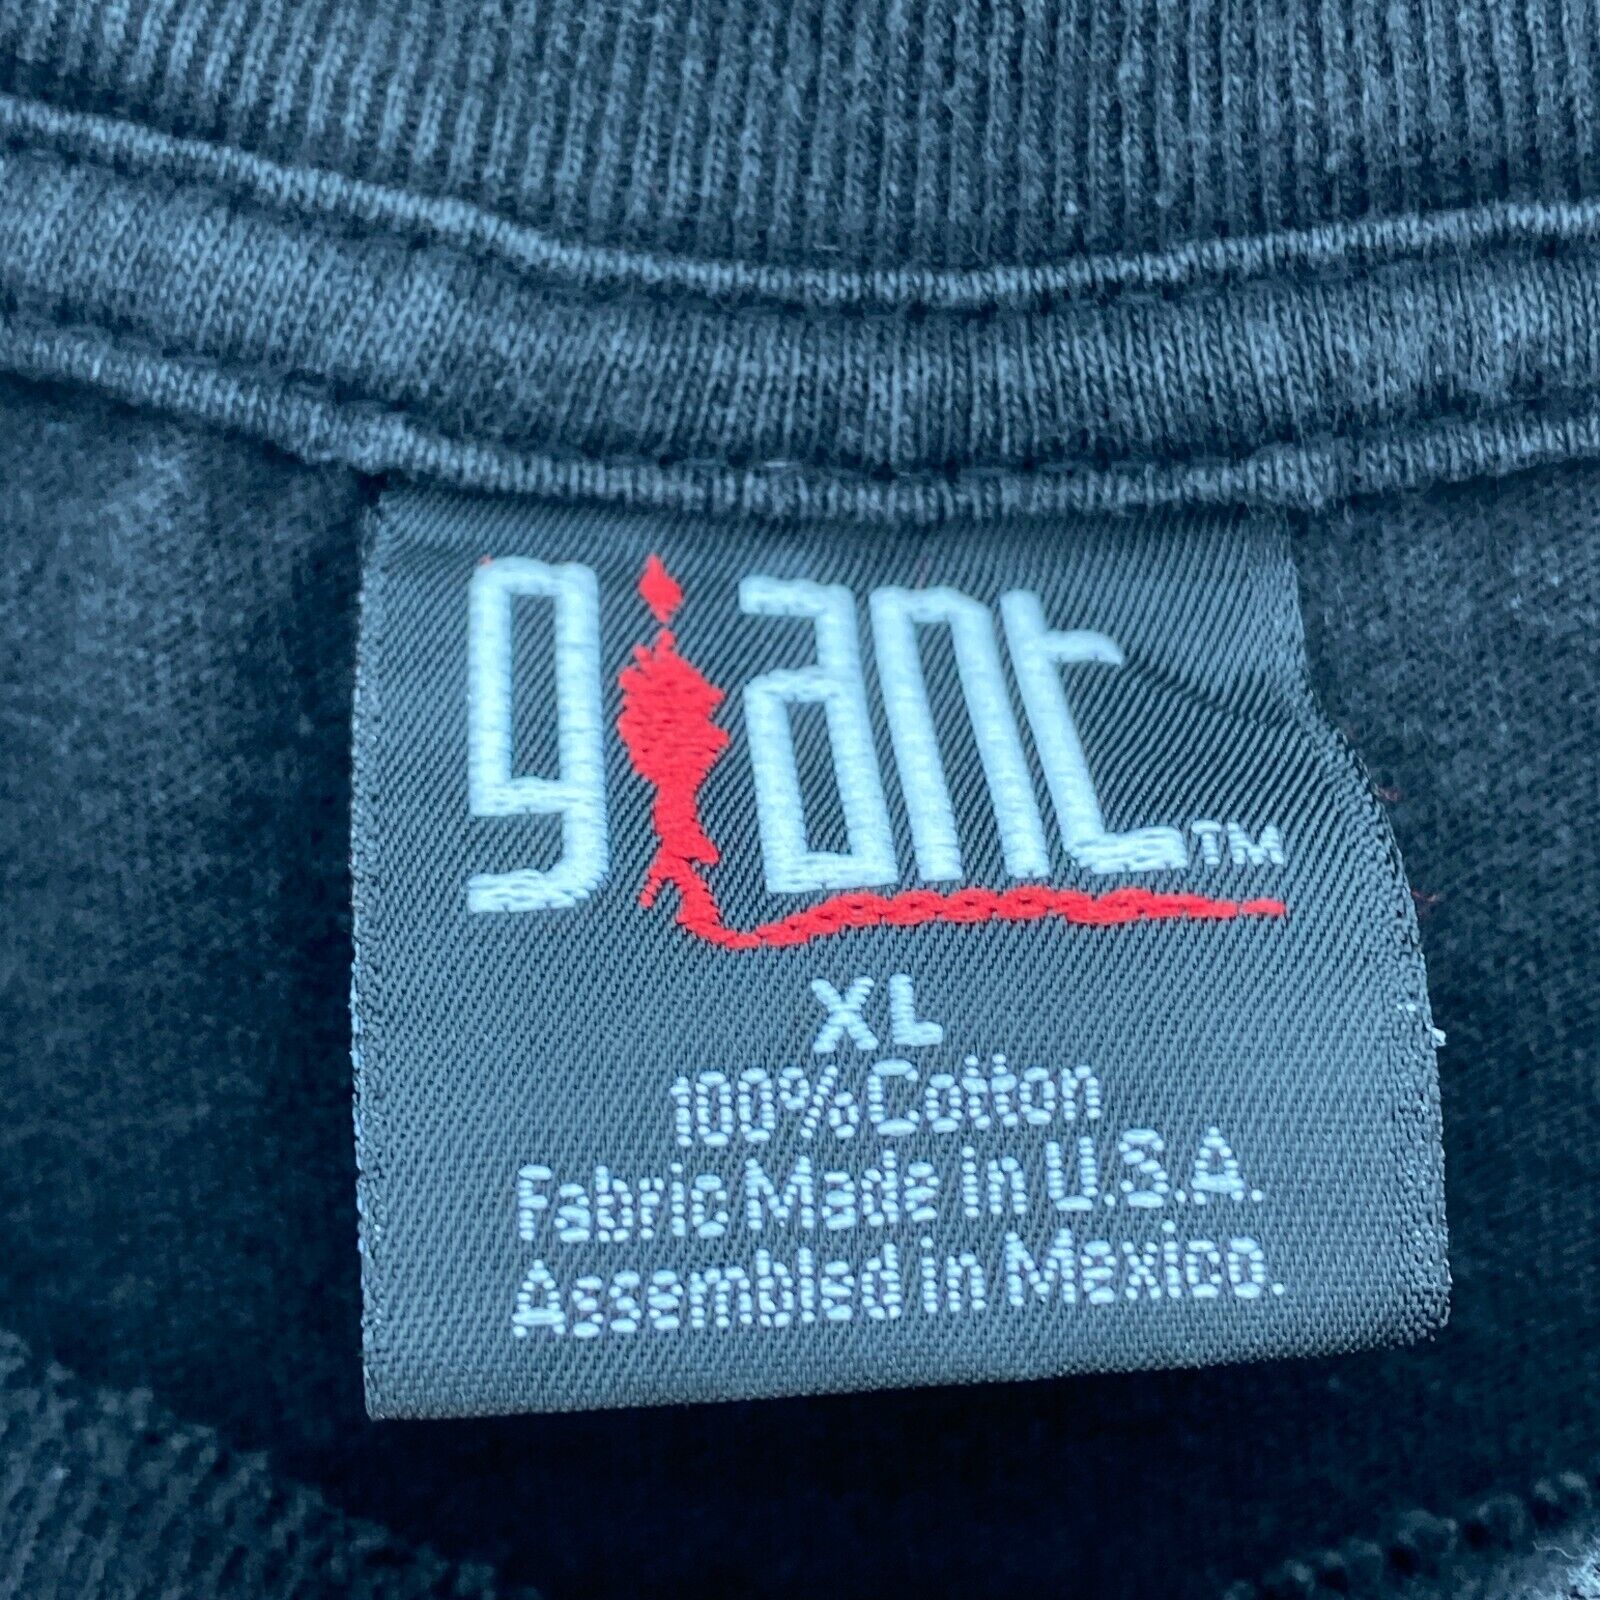 giant™
XL
100% Cotton
Fabric Made in U.S.A.
Assembled in Mexico.